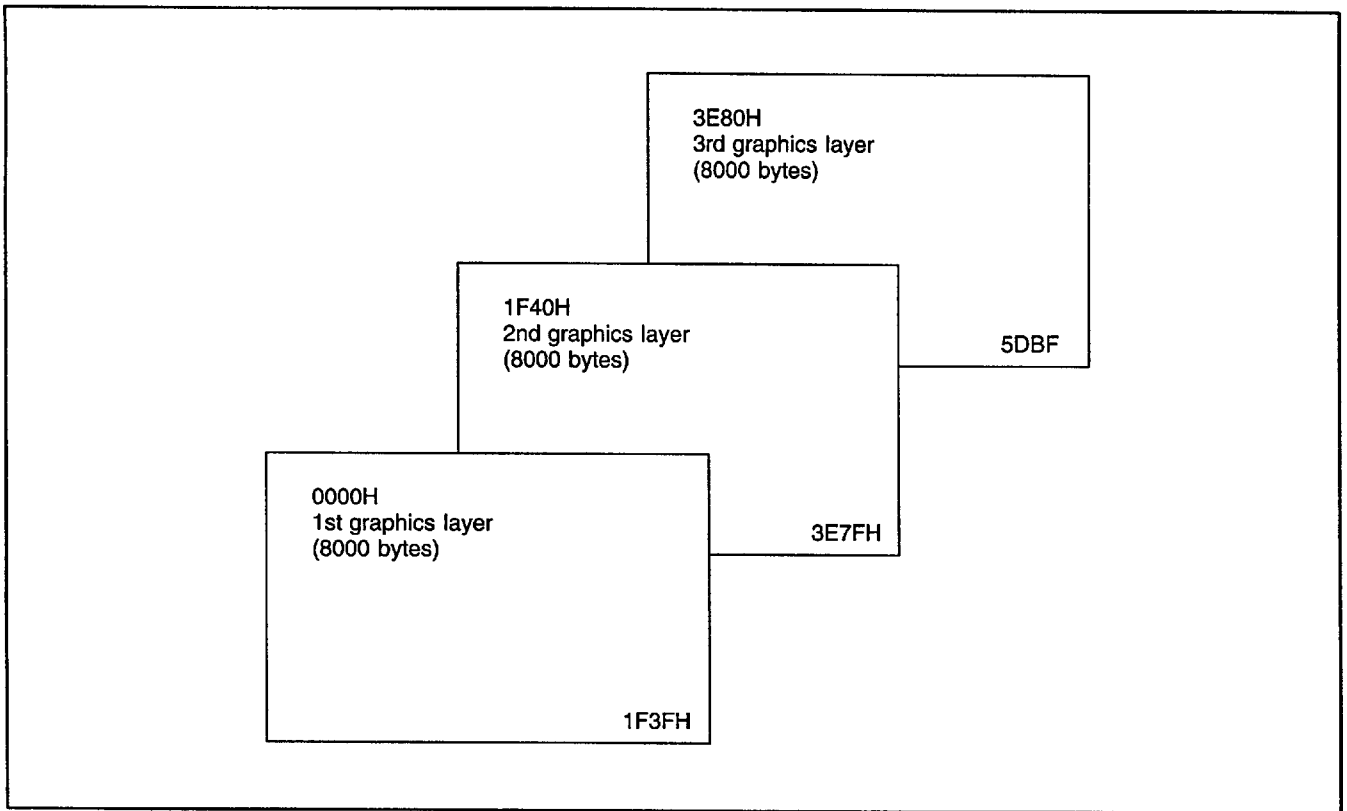 3E80H
3rd graphics layer
(8000 bytes)
5DBF
1F40H
2nd graphics layer
(8000 bytes)
3E7FH
0000H
1st graphics layer
(8000 bytes)
1F3FH